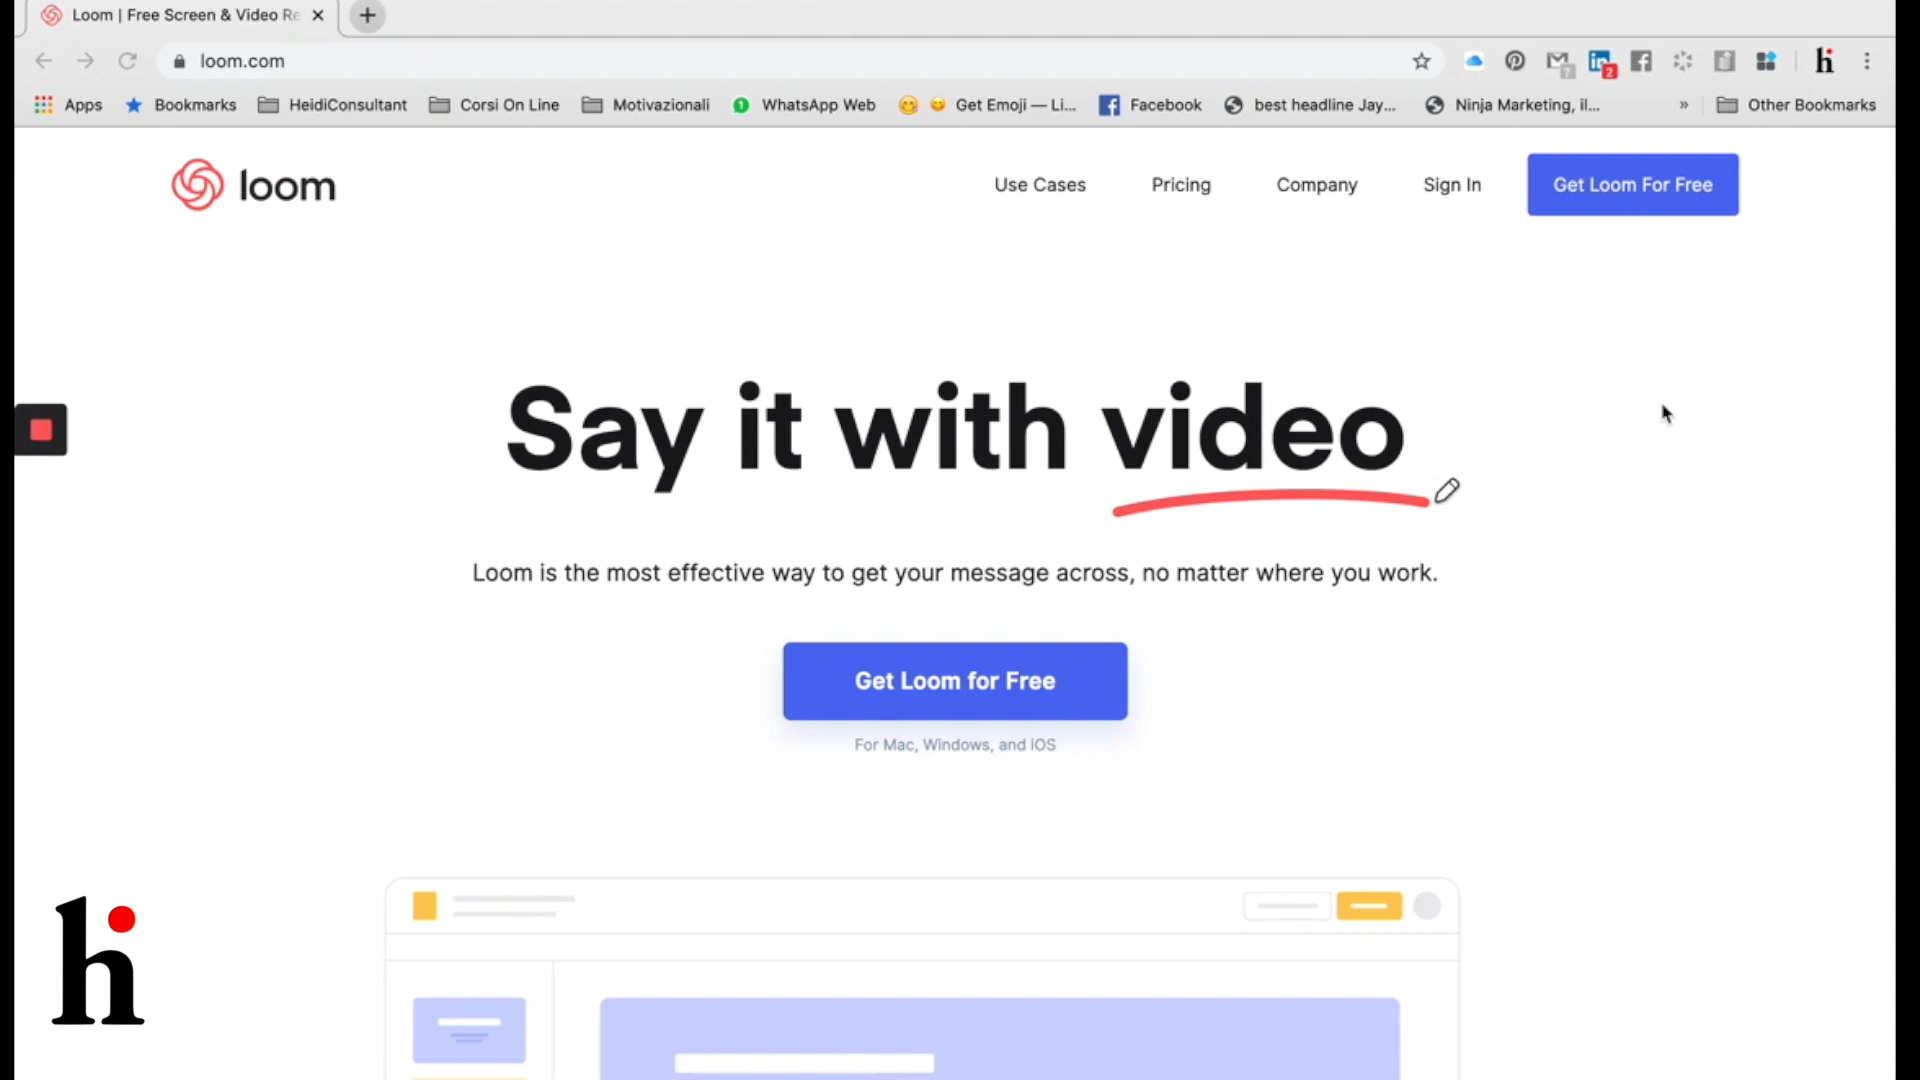 Loom | Free Screen & Video Re
loom.com
Apps Bookmarks HeidiConsultant Corsi On Line Motivazionali WhatsApp Web Get Emoji — Li... Facebook best headline Jay... Ninja Marketing, il... » Other Bookmarks
loom
Use Cases Pricing Company Sign In Get Loom For Free
Say it with video
Loom is the most effective way to get your message across, no matter where you work.
Get Loom for Free
For Mac, Windows, and iOS
hi